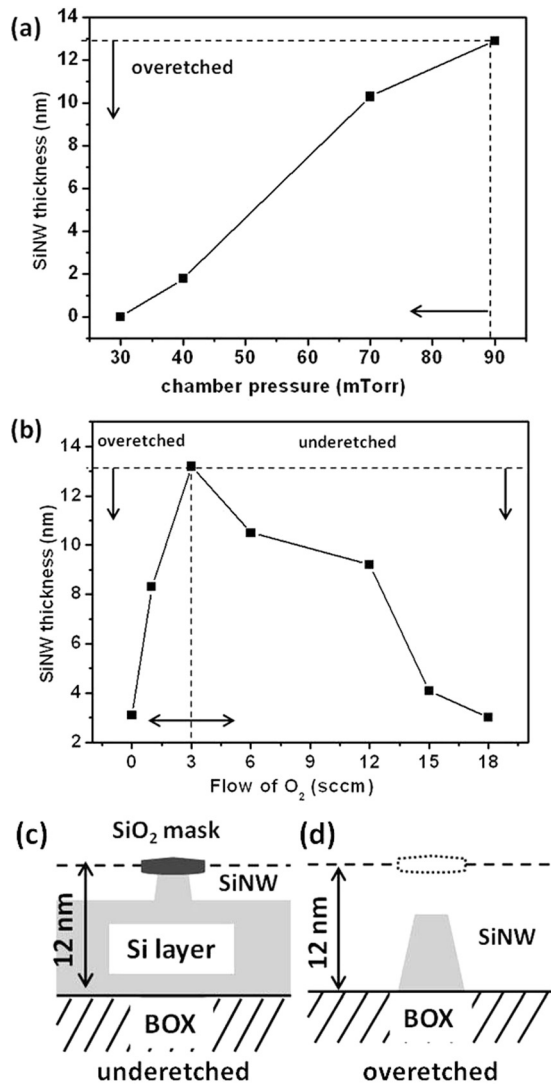 (a)
14
13
12
10
8
6
4
2
0
SiNW thickness (nm)
overetched
30 40 50 60 70 80 90
chamber pressure (mTorr)
(b)
14
12
10
8
6
4
2
SiNW thickness (nm)
overetched underetched
0 3 6 9 12 15 18
Flow of O₂ (sccm)
(c) (d)
SiO₂ mask
SiNW
12 nm
Si layer
BOX
underetched
12 nm
SiNW
BOX
overetched